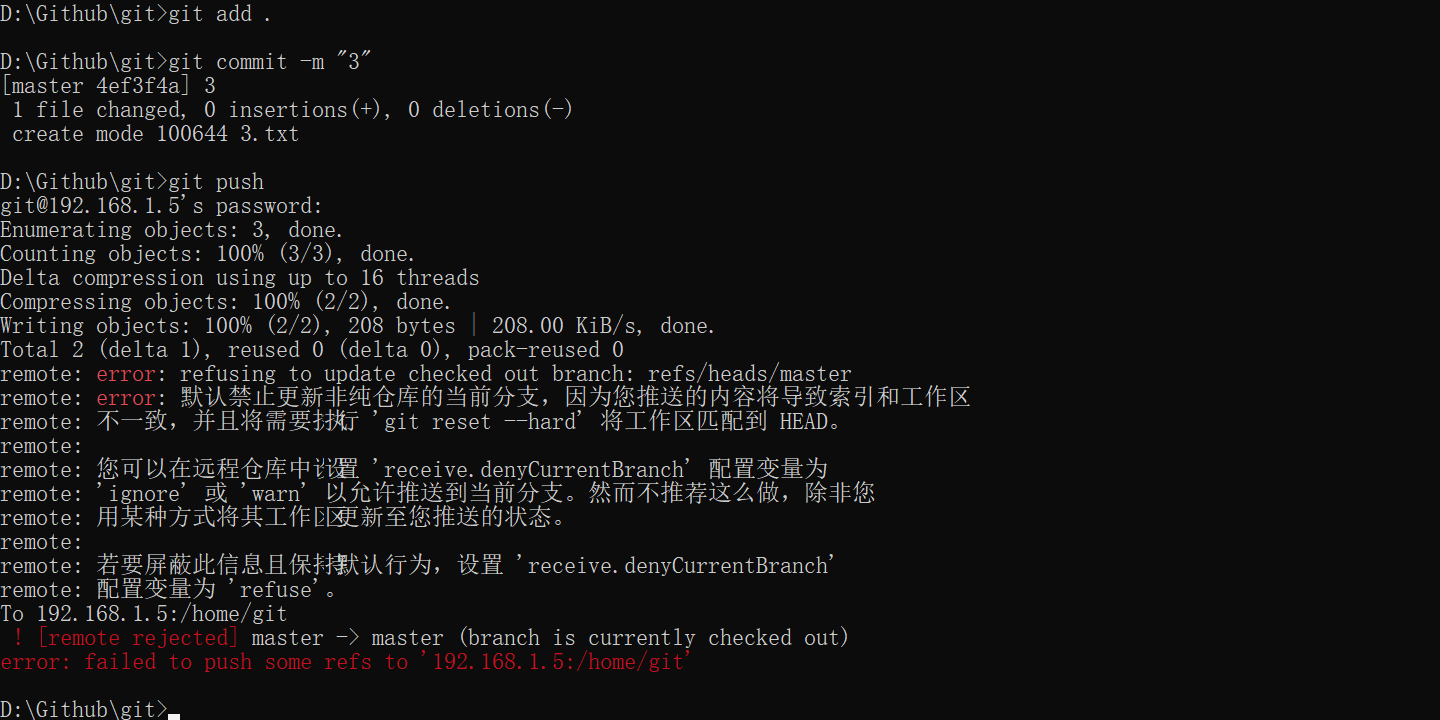 D:\Github\git>git add .
D:\Github\git>git commit -m "3"
[master 4ef3f4a] 3
 1 file changed, 0 insertions(+), 0 deletions(-)
 create mode 100644 3.txt
D:\Github\git>git push
git@192.168.1.5's password:
Enumerating objects: 3, done.
Counting objects: 100% (3/3), done.
Delta compression using up to 16 threads
Compressing objects: 100% (2/2), done.
Writing objects: 100% (2/2), 208 bytes | 208.00 KiB/s, done.
Total 2 (delta 1), reused 0 (delta 0), pack-reused 0
remote: error: refusing to update checked out branch: refs/heads/master
remote: error: 默认禁止更新非纯仓库的当前分支，因为您推送的内容将导致索引和工作区
remote: 不一致，并且将需要执行 'git reset --hard' 将工作区匹配到 HEAD。
remote:
remote: 您可以在远程仓库中设置 'receive.denyCurrentBranch' 配置变量为
remote: 'ignore' 或 'warn' 以允许推送到当前分支。然而不推荐这么做，除非您
remote: 用某种方式将其工作区更新至您推送的状态。
remote:
remote: 若要屏蔽此信息且保持默认行为，设置 'receive.denyCurrentBranch'
remote: 配置变量为 'refuse'。
To 192.168.1.5:/home/git
 ! [remote rejected] master -> master (branch is currently checked out)
error: failed to push some refs to '192.168.1.5:/home/git'
D:\Github\git>